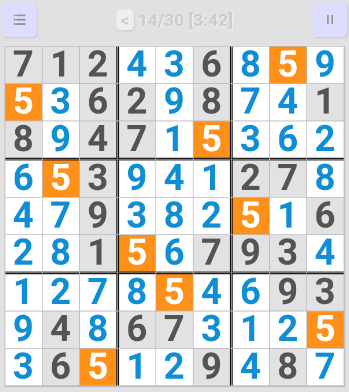 < 14/30 [3:42]
7 1 2 4 3 6 8 5 9
5 3 6 2 9 8 7 4 1
8 9 4 7 1 5 3 6 2
6 5 3 9 4 1 2 7 8
4 7 9 3 8 2 5 1 6
2 8 1 5 6 7 9 3 4
1 2 7 8 5 4 6 9 3
9 4 8 6 7 3 1 2 5
3 6 5 1 2 9 4 8 7